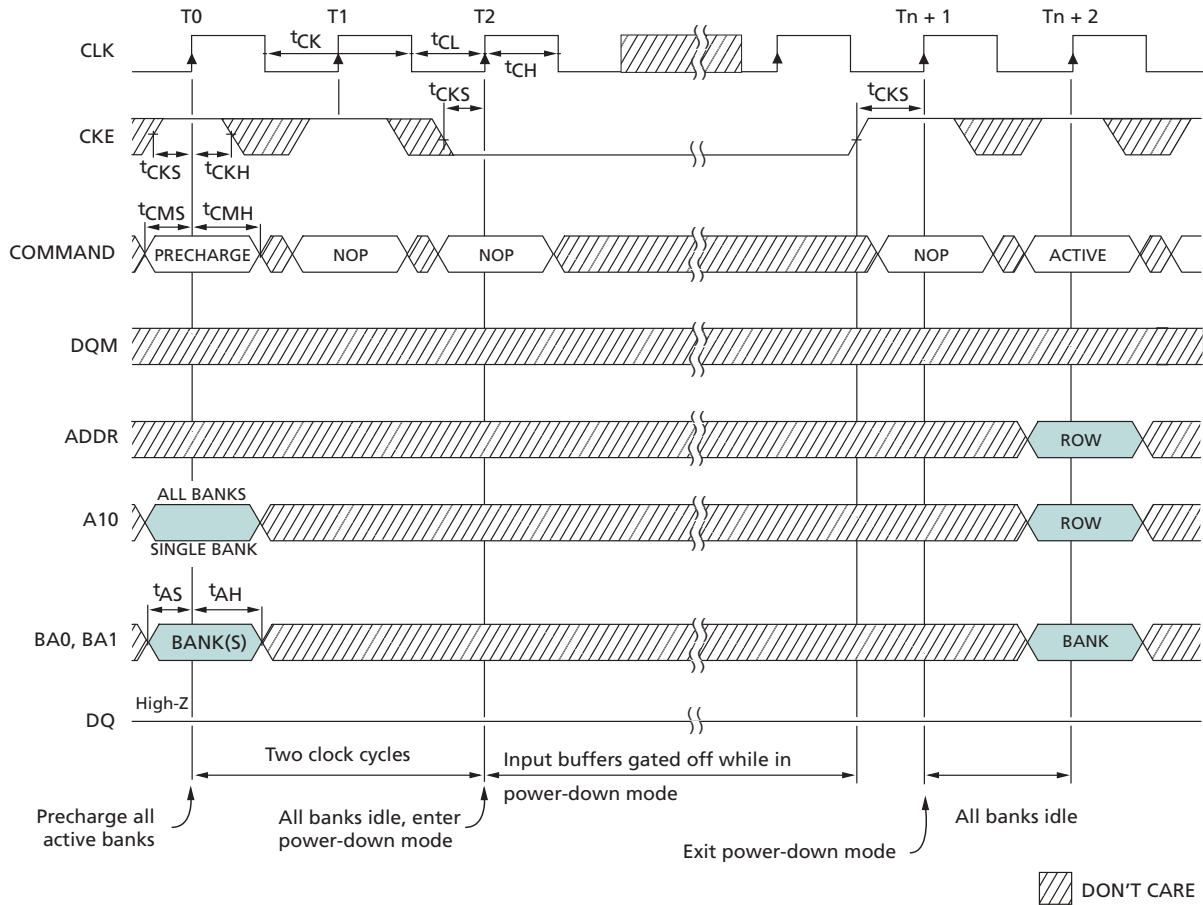 T0 T1 T2 Tn + 1 Tn + 2
CLK
tCK tCL tCH
CKE
tCKS tCKS
tCKS tCKH
tCMS tCMH
COMMAND PRECHARGE NOP NOP NOP ACTIVE
DQM
ADDR ROW
ALL BANKS
A10 ROW
SINGLE BANK
tAS tAH
BA0, BA1 BANK(S) BANK
High-Z
DQ
Two clock cycles
Input buffers gated off while in
power-down mode
Precharge all
active banks
All banks idle, enter
power-down mode
Exit power-down mode
All banks idle
DON'T CARE